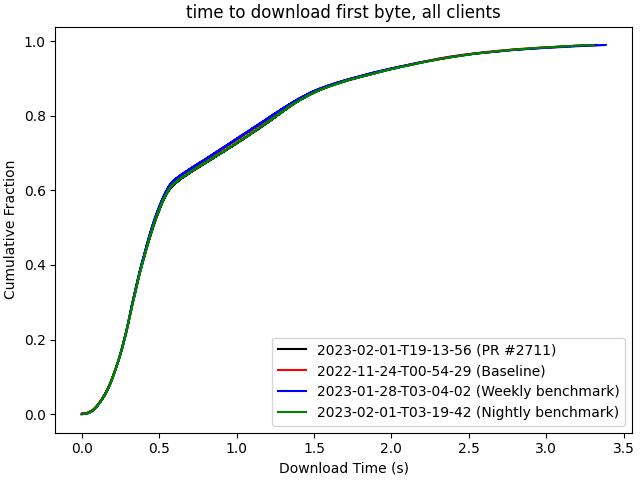 time to download first byte, all clients
1.0
0.8
0.6
0.4
0.2
0.0
Cumulative Fraction
2023-02-01-T19-13-56 (PR #2711)
2022-11-24-T00-54-29 (Baseline)
2023-01-28-T03-04-02 (Weekly benchmark)
2023-02-01-T03-19-42 (Nightly benchmark)
0.0 0.5 1.0 1.5 2.0 2.5 3.0 3.5
Download Time (s)